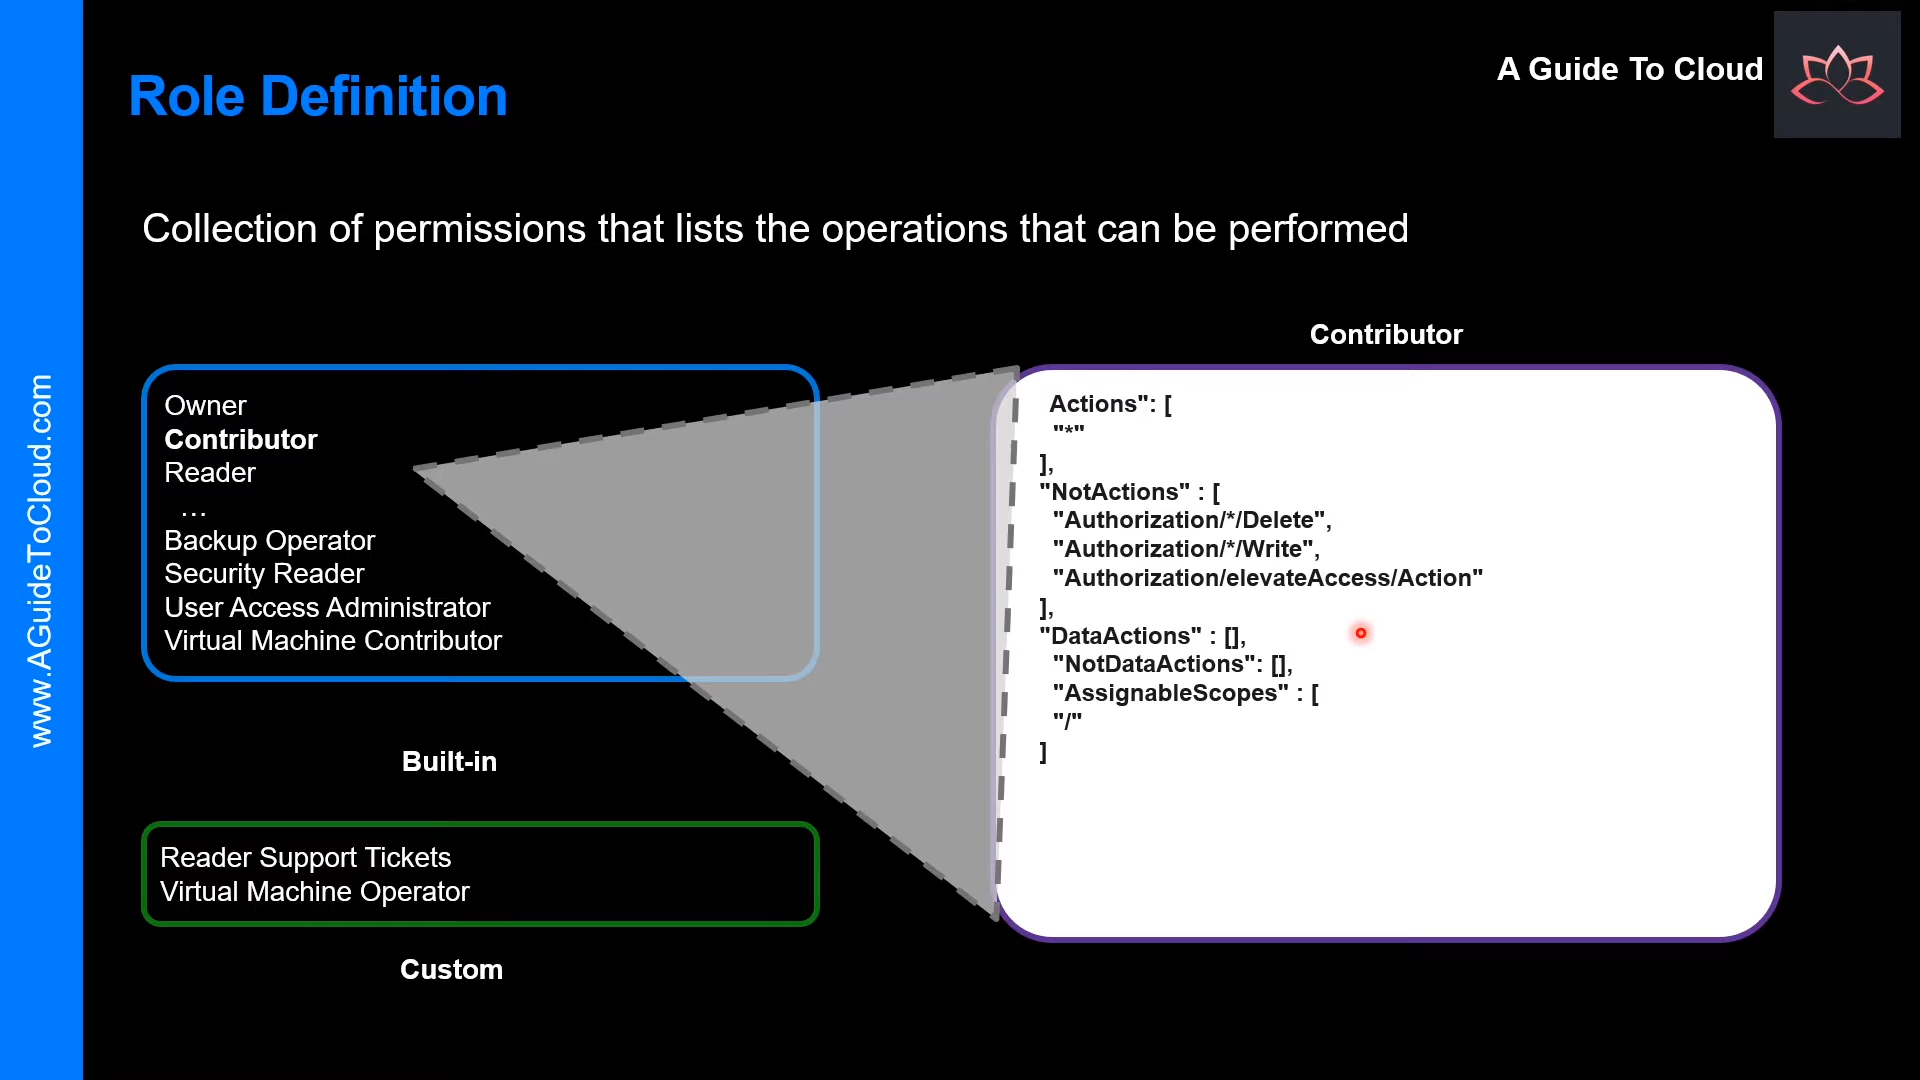 Role Definition
A Guide To Cloud
www.AGuideToCloud.com
Collection of permissions that lists the operations that can be performed
Owner
Contributor
Reader
...
Backup Operator
Security Reader
User Access Administrator
Virtual Machine Contributor
Built-in
Reader Support Tickets
Virtual Machine Operator
Custom
Contributor
Actions": [
"*"
],
"NotActions" : [
"Authorization/*/Delete",
"Authorization/*/Write",
"Authorization/elevateAccess/Action"
],
"DataActions" : [],
"NotDataActions": [],
"AssignableScopes" : [
"/"
]